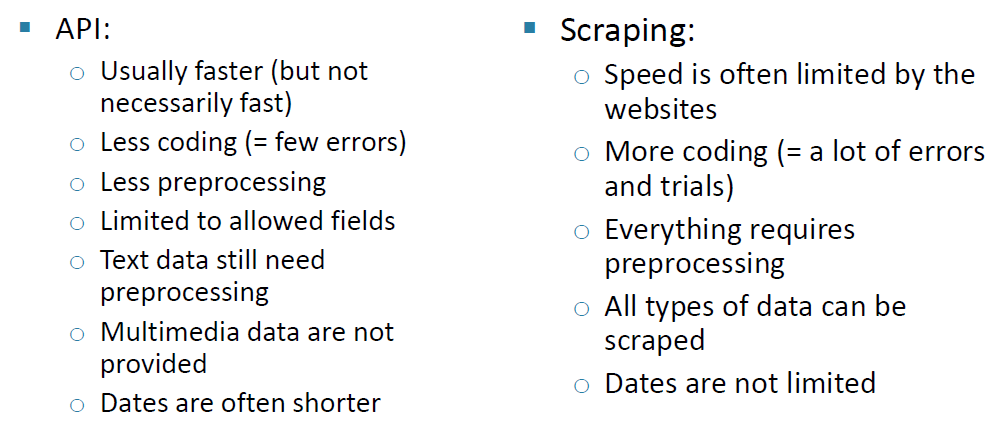 API:
Usually faster (but not
necessarily fast)
Less coding (= few errors)
Less preprocessing
Limited to allowed fields
Text data still need
preprocessing
Multimedia data are not
provided
Dates are often shorter
Scraping:
Speed is often limited by the
websites
More coding (= a lot of errors
and trials)
Everything requires
preprocessing
All types of data can be
scraped
Dates are not limited